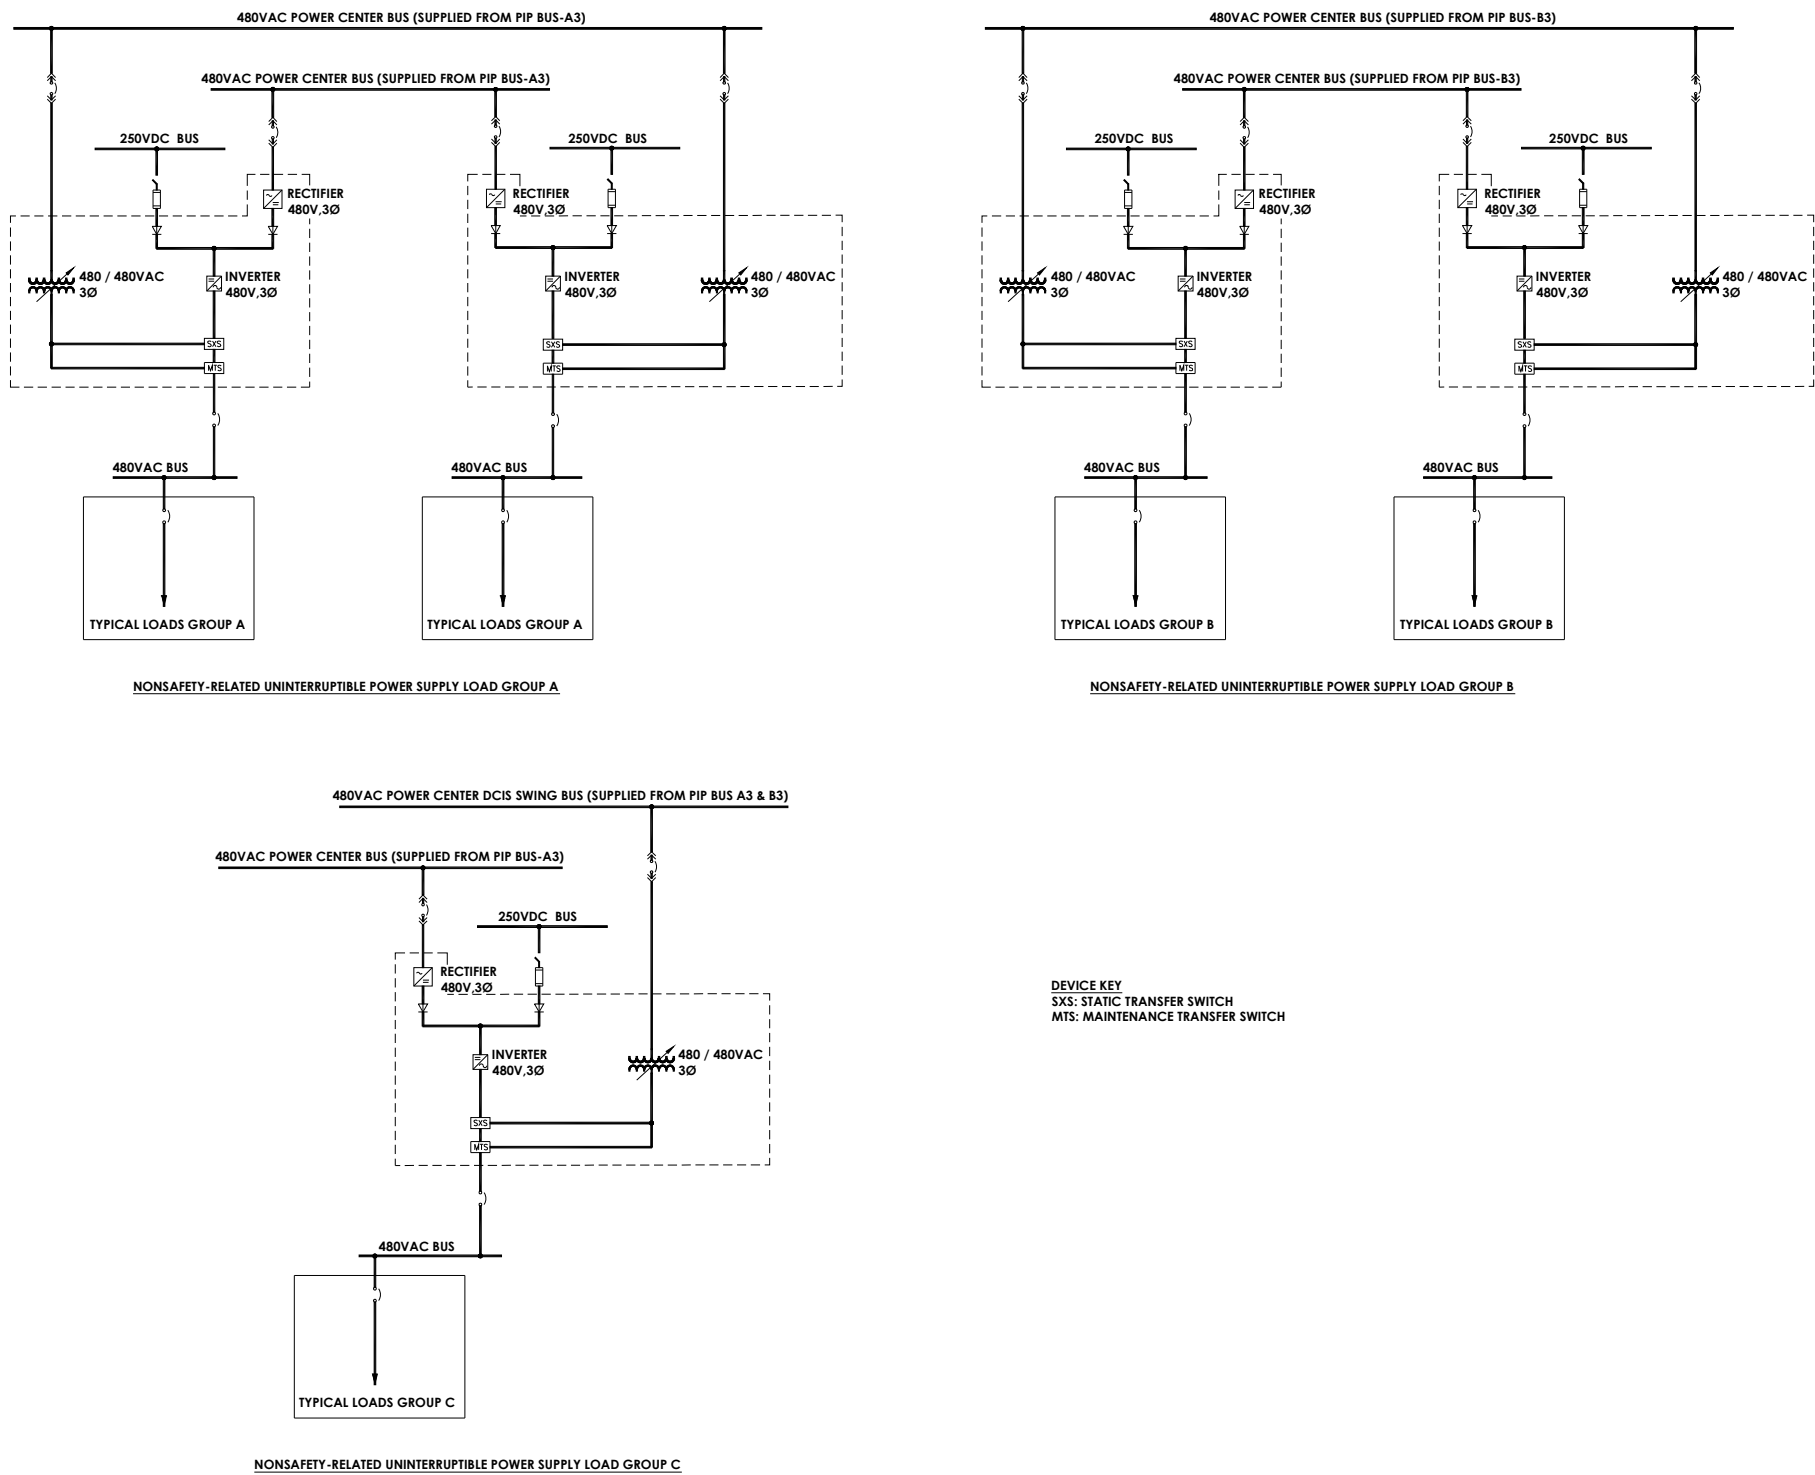 480VAC POWER CENTER BUS (SUPPLIED FROM PIP BUS-A3)
480VAC POWER CENTER BUS (SUPPLIED FROM PIP BUS-A3)
250VDC BUS
250VDC BUS
RECTIFIER
480V,3Ø
RECTIFIER
480V,3Ø
480 / 480VAC
3Ø
INVERTER
480V,3Ø
INVERTER
480V,3Ø
480 / 480VAC
3Ø
SXS
MTS
SXS
MTS
480VAC BUS
480VAC BUS
TYPICAL LOADS GROUP A
TYPICAL LOADS GROUP A
NONSAFETY-RELATED UNINTERRUPTIBLE POWER SUPPLY LOAD GROUP A
480VAC POWER CENTER BUS (SUPPLIED FROM PIP BUS-B3)
480VAC POWER CENTER BUS (SUPPLIED FROM PIP BUS-B3)
250VDC BUS
250VDC BUS
RECTIFIER
480V,3Ø
RECTIFIER
480V,3Ø
480 / 480VAC
3Ø
INVERTER
480V,3Ø
INVERTER
480V,3Ø
480 / 480VAC
3Ø
SXS
MTS
SXS
MTS
480VAC BUS
480VAC BUS
TYPICAL LOADS GROUP B
TYPICAL LOADS GROUP B
NONSAFETY-RELATED UNINTERRUPTIBLE POWER SUPPLY LOAD GROUP B
480VAC POWER CENTER DCIS SWING BUS (SUPPLIED FROM PIP BUS A3 & B3)
480VAC POWER CENTER BUS (SUPPLIED FROM PIP BUS-A3)
250VDC BUS
RECTIFIER
480V,3Ø
INVERTER
480V,3Ø
480 / 480VAC
3Ø
SXS
MTS
480VAC BUS
TYPICAL LOADS GROUP C
NONSAFETY-RELATED UNINTERRUPTIBLE POWER SUPPLY LOAD GROUP C
DEVICE KEY
SXS: STATIC TRANSFER SWITCH
MTS: MAINTENANCE TRANSFER SWITCH